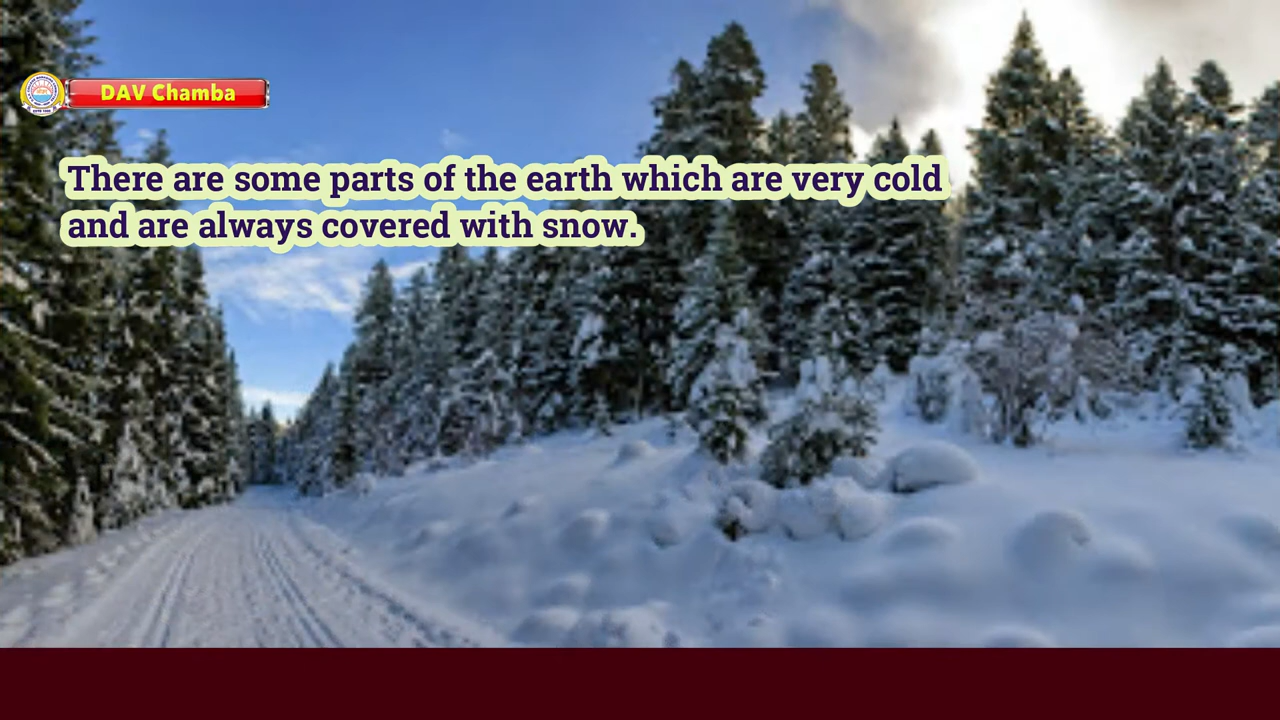 DAV Chamba
There are some parts of the earth which are very cold
and are always covered with snow.